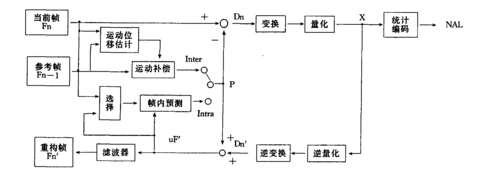 当前帧
Fn
+
Dn
变换
量化
X
统计
编码
NAL
运动位
移估计
−
参考帧
Fn−1
运动补偿
Inter
P
选
择
帧内预测
Intra
重构帧
Fn′
滤波器
uF′
+
Dn′
+
逆变换
逆量化